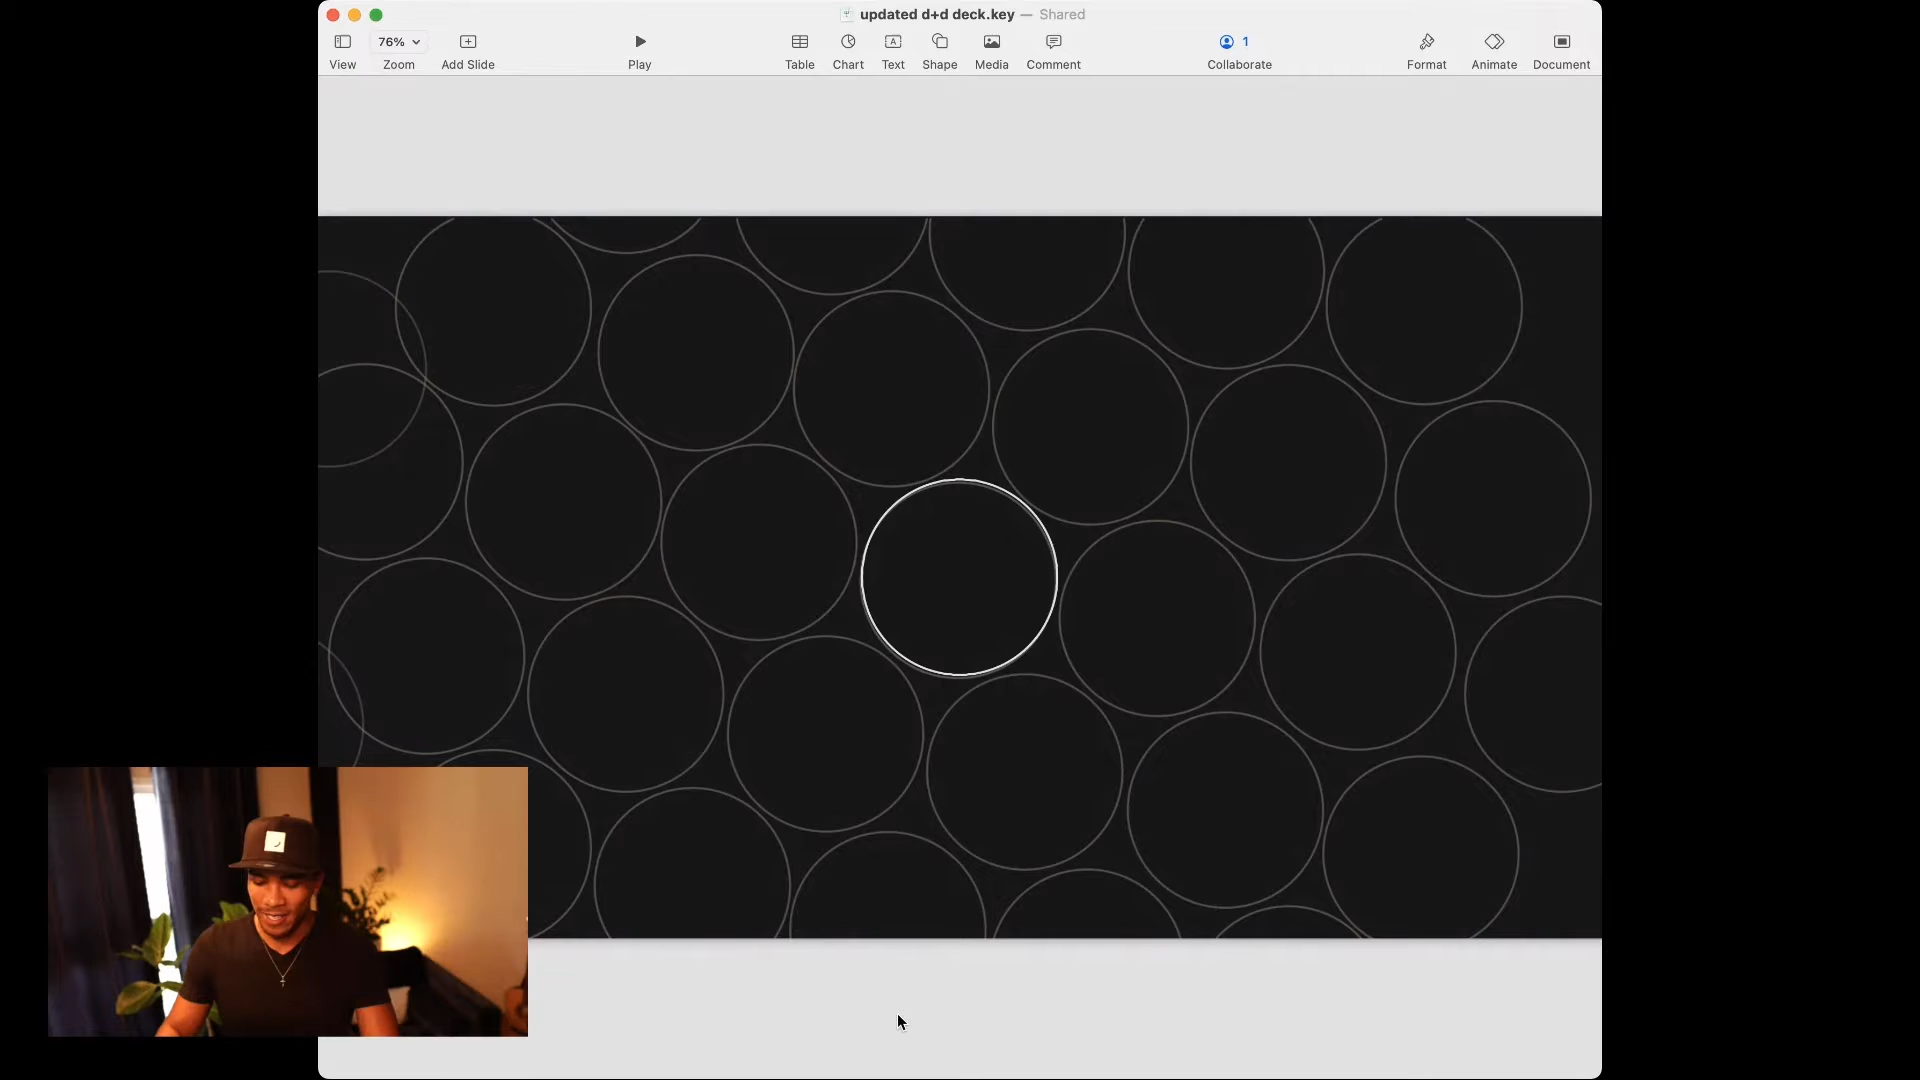 updated d+d deck.key — Shared
76%
1
View
Zoom
Add Slide
Play
Table
Chart
Text
Shape
Media
Comment
Collaborate
Format
Animate
Document